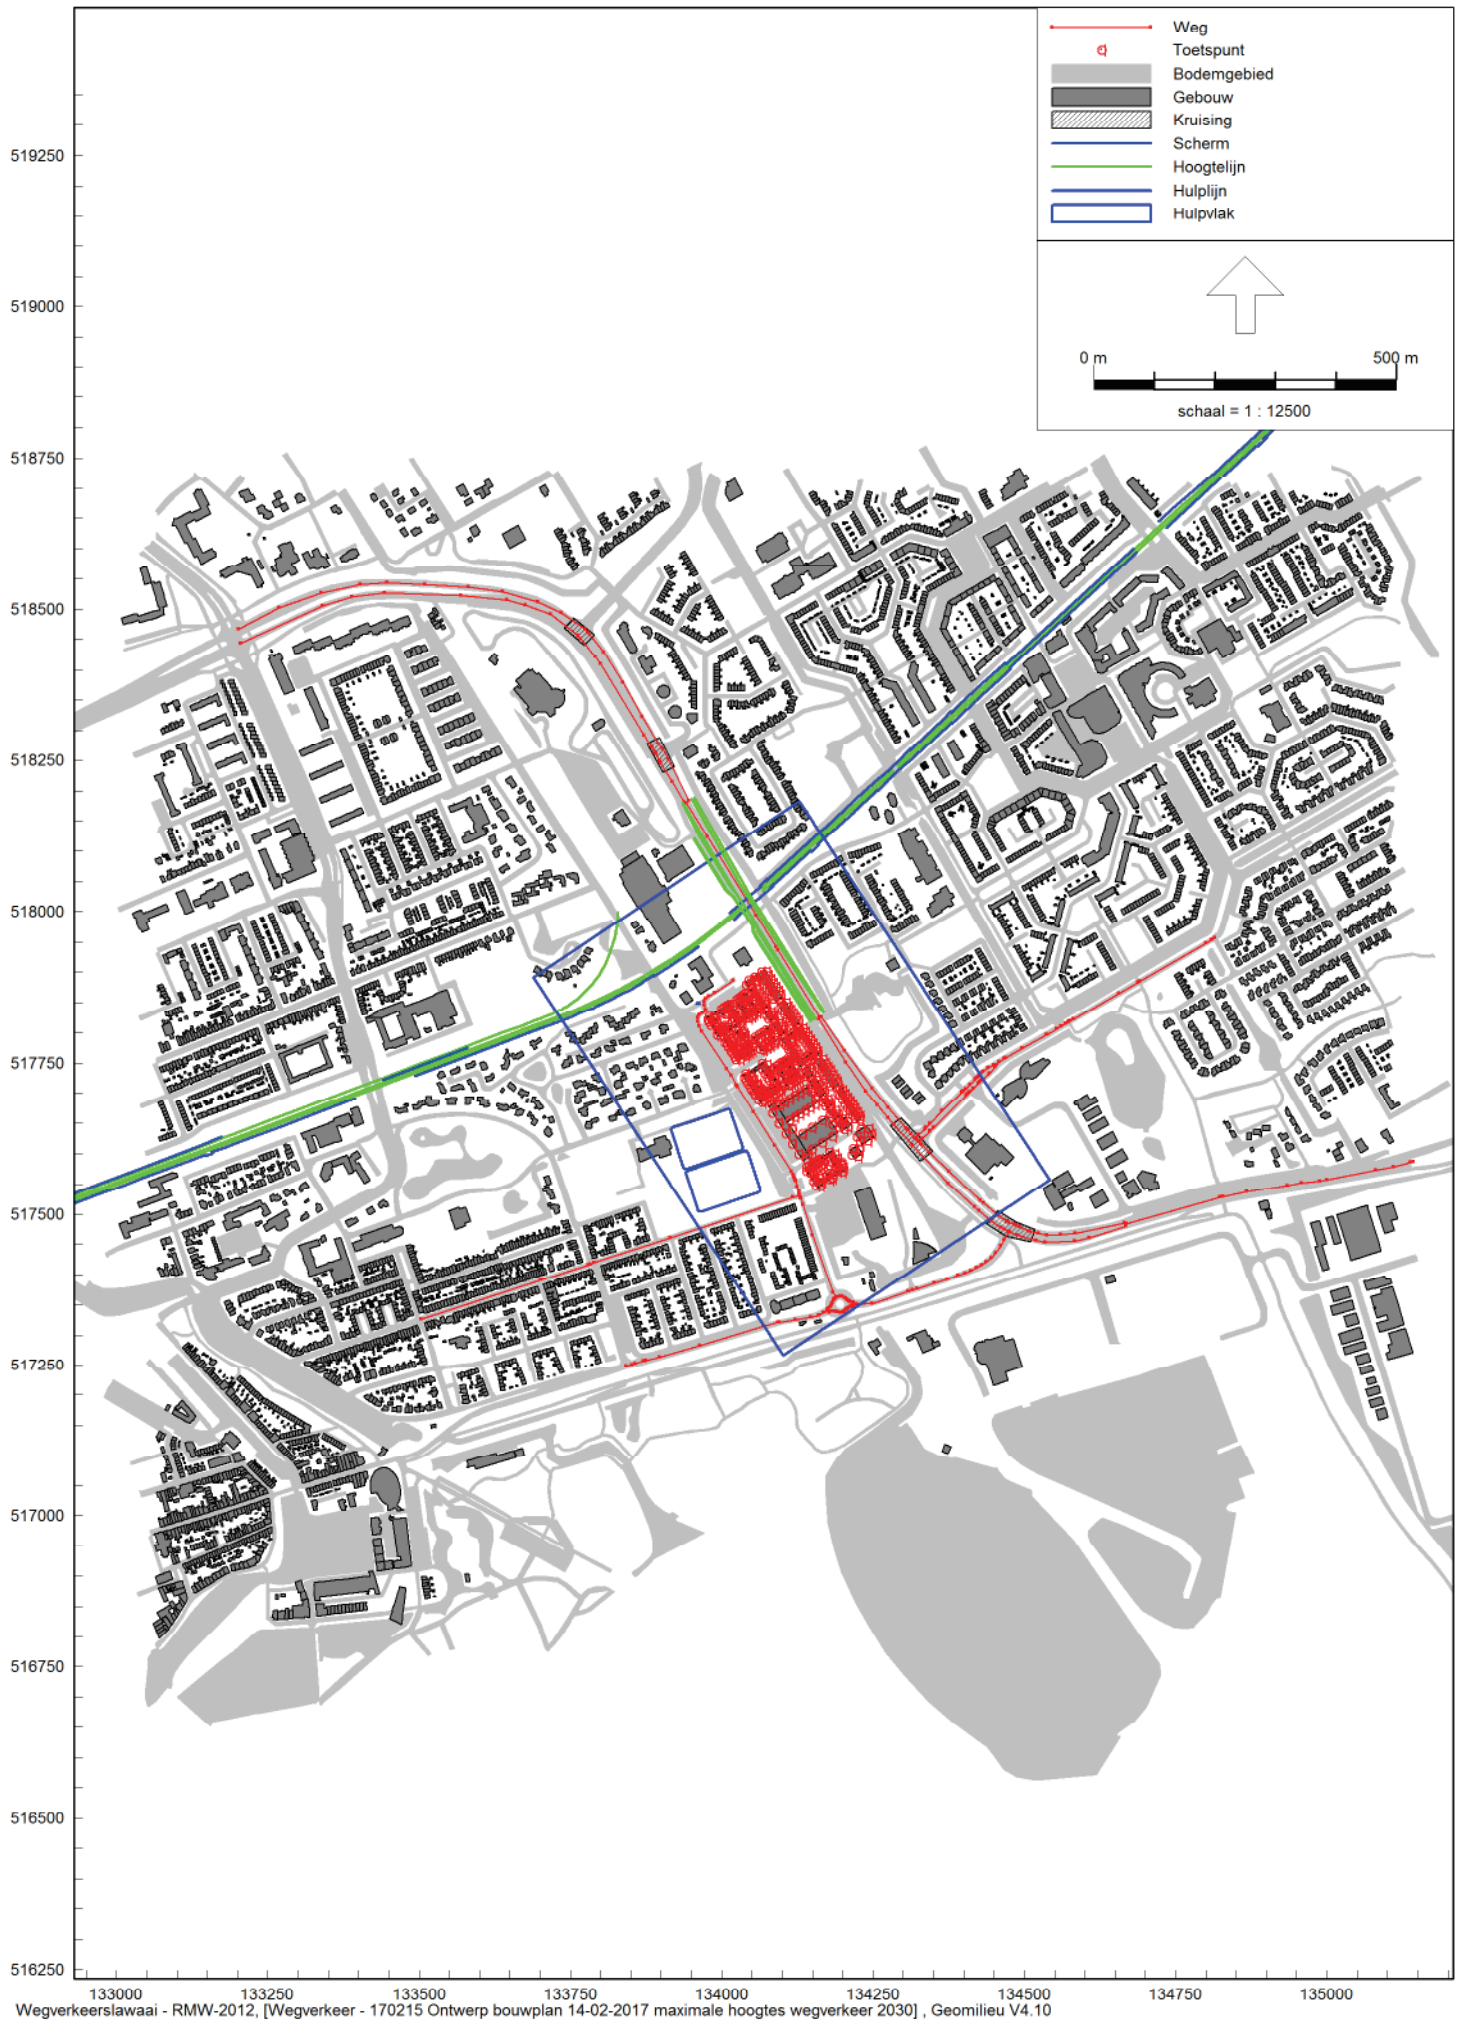 Weg
Toetspunt
Bodemgebied
Gebouw
Kruising
Scherm
Hoogtelijn
Hulplijn
Hulpvlak
0 m 500 m
schaal = 1 : 12500
519250
519000
518750
518500
518250
518000
517750
517500
517250
517000
516750
516500
516250
133000 133250 133500 133750 134000 134250 134500 134750 135000
Wegverkeerslawaai - RMW-2012, [Wegverkeer - 170215 Ontwerp bouwplan 14-02-2017 maximale hoogtes wegverkeer 2030] , Geomilieu V4.10